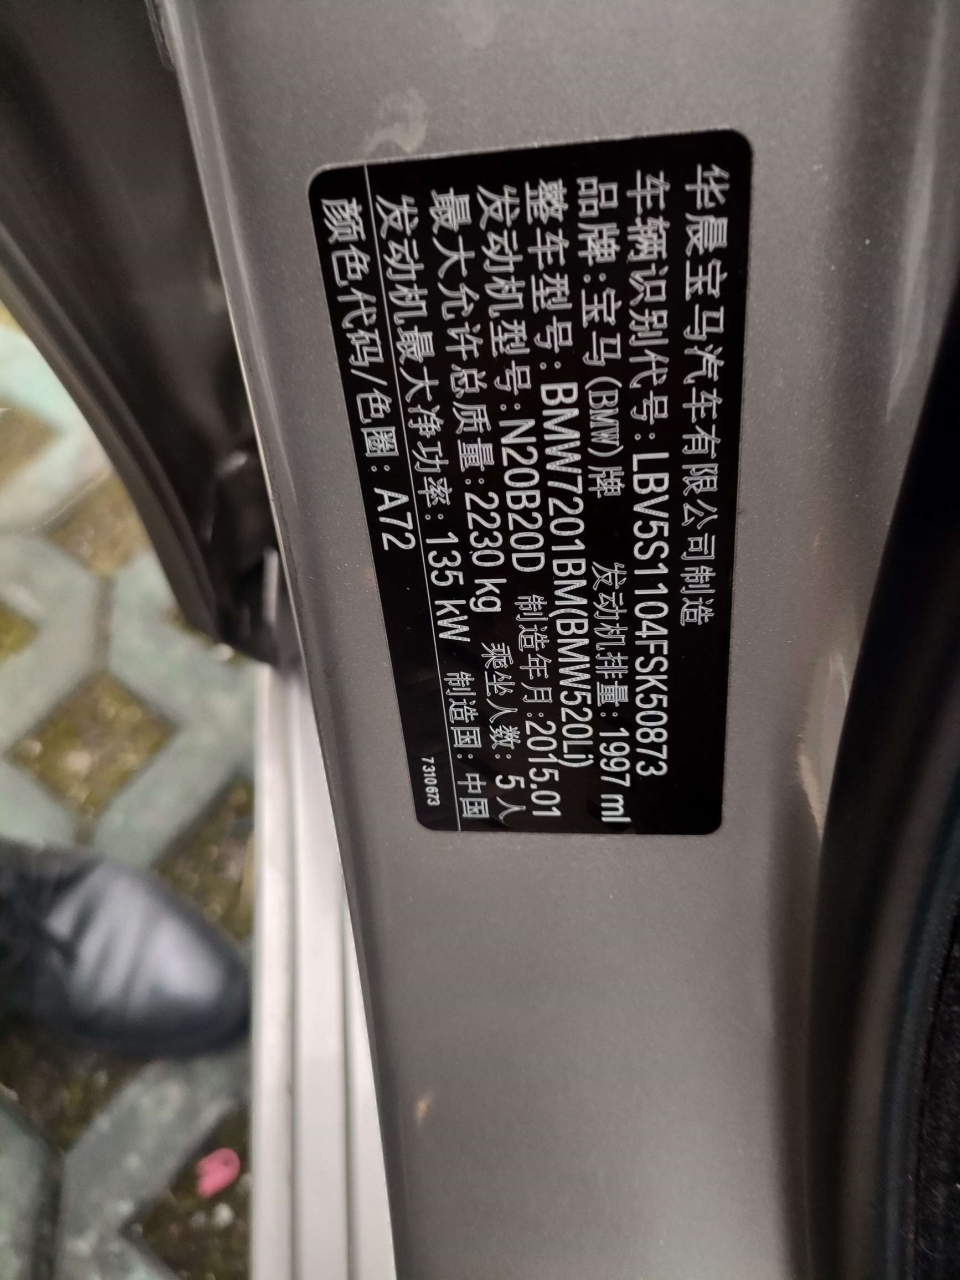 华晨宝马汽车有限公司制造
车辆识别代号:LBV5S1104FSK50873
品牌:宝马(BMW)牌 发动机排量:1997 ml
整车型号:BMW7201BM(BMW520Li)
发动机型号:N20B20D 制造年月:2015.01
最大允许总质量:2230 kg 乘坐人数:5人
发动机最大净功率:135 kW 制造国:中国
颜色代码/色圈:A72
7 310 673